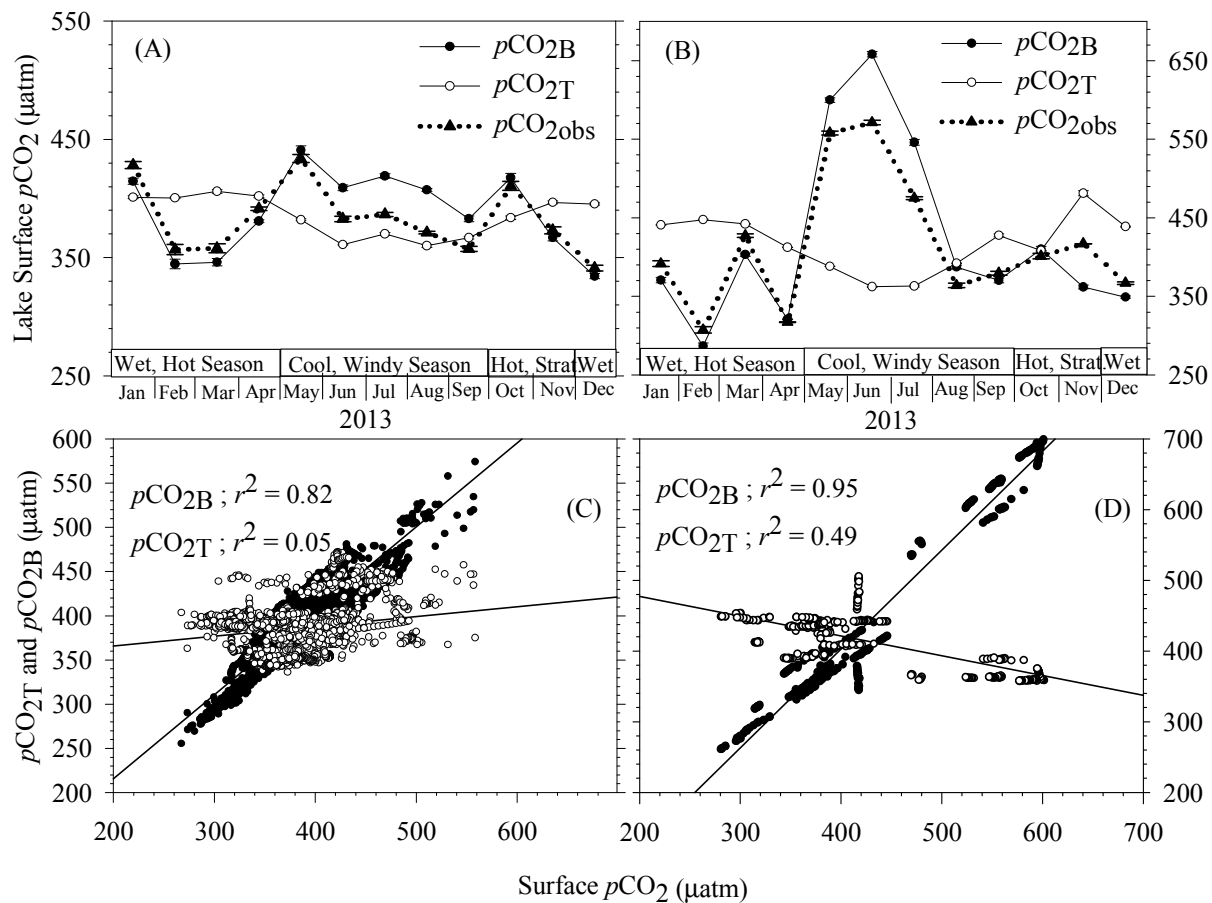 550
450
350
250
Lake Surface pCO2 (µatm)
(A)
pCO2B
pCO2T
pCO2obs
Wet, Hot Season
Cool, Windy Season
Hot, Strat
Wet
Jan Feb Mar Apr May Jun Jul Aug Sep Oct Nov Dec
2013
(B)
pCO2B
pCO2T
pCO2obs
650
550
450
350
250
Wet, Hot Season
Cool, Windy Season
Hot, Strat
Wet
Jan Feb Mar Apr May Jun Jul Aug Sep Oct Nov Dec
2013
600
550
500
450
400
350
300
250
200
pCO2T and pCO2B (µatm)
pCO2B ; r2 = 0.82
pCO2T ; r2 = 0.05
(C)
200 300 400 500 600
pCO2B ; r2 = 0.95
pCO2T ; r2 = 0.49
(D)
700
600
500
400
300
200
200 300 400 500 600 700
Surface pCO2 (µatm)